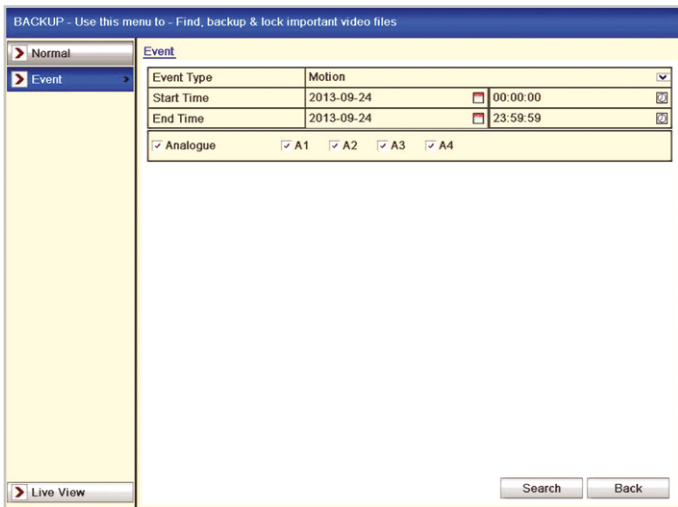 BACKUP - Use this menu to - Find, backup & lock important video files
Normal
Event
Live View
Event
Event Type Motion
Start Time 2013-09-24 00:00:00
End Time 2013-09-24 23:59:59
Analogue A1 A2 A3 A4
Search Back